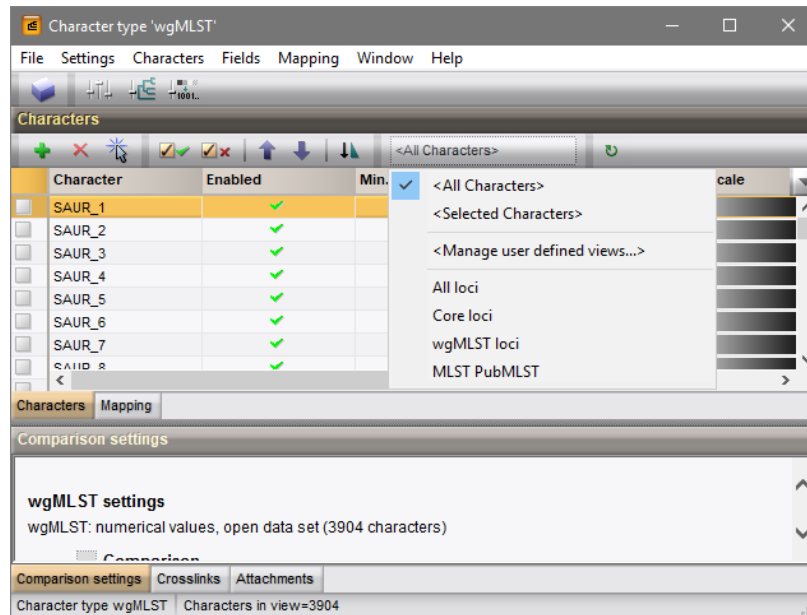 Character type 'wgMLST'
File Settings Characters Fields Mapping Window Help
1001..
Characters
<All Characters>
Character Enabled Min. cale
SAUR_1
SAUR_2
SAUR_3
SAUR_4
SAUR_5
SAUR_6
SAUR_7
SAUR_8
<All Characters>
<Selected Characters>
<Manage user defined views...>
All loci
Core loci
wgMLST loci
MLST PubMLST
Characters Mapping
Comparison settings
wgMLST settings
wgMLST: numerical values, open data set (3904 characters)
Comparison
Comparison settings Crosslinks Attachments
Character type wgMLST Characters in view=3904